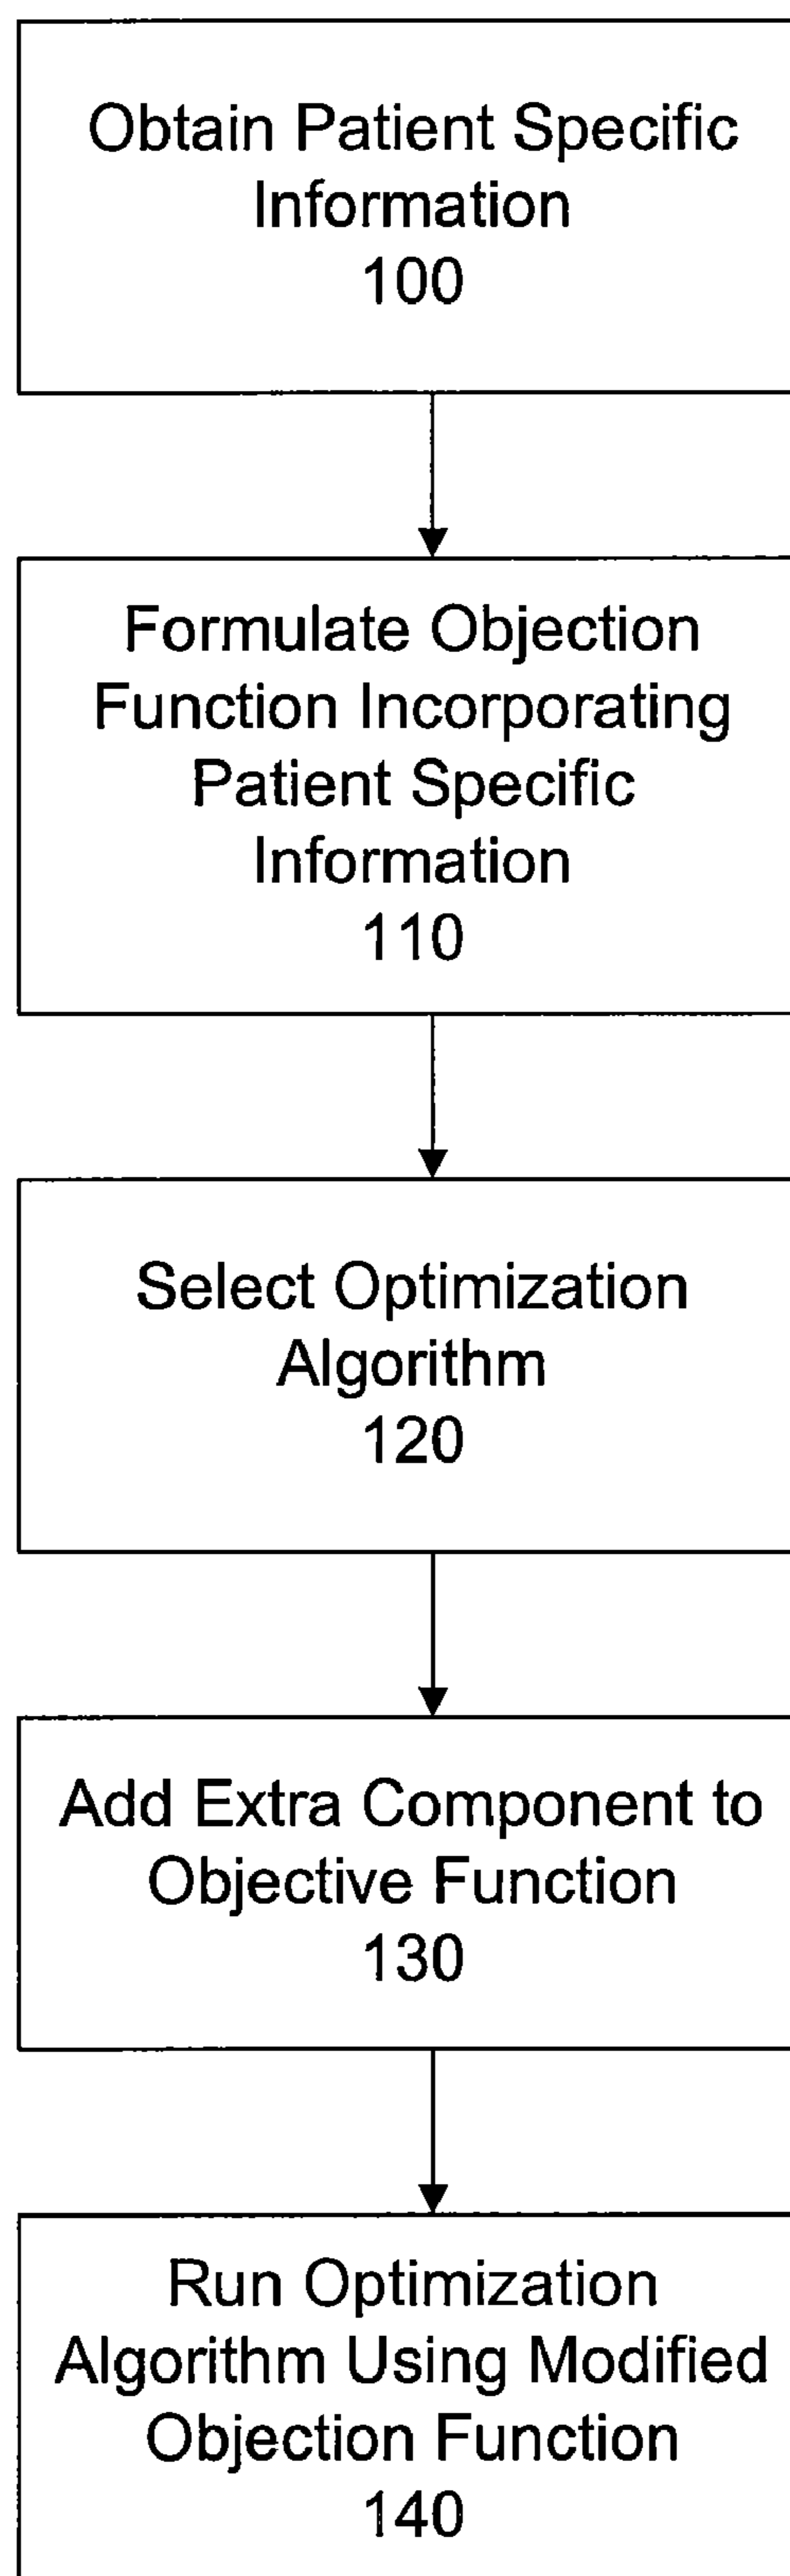 Obtain Patient Specific
Information
100
Formulate Objection
Function Incorporating
Patient Specific
Information
110
Select Optimization
Algorithm
120
Add Extra Component to
Objective Function
130
Run Optimization
Algorithm Using Modified
Objection Function
140